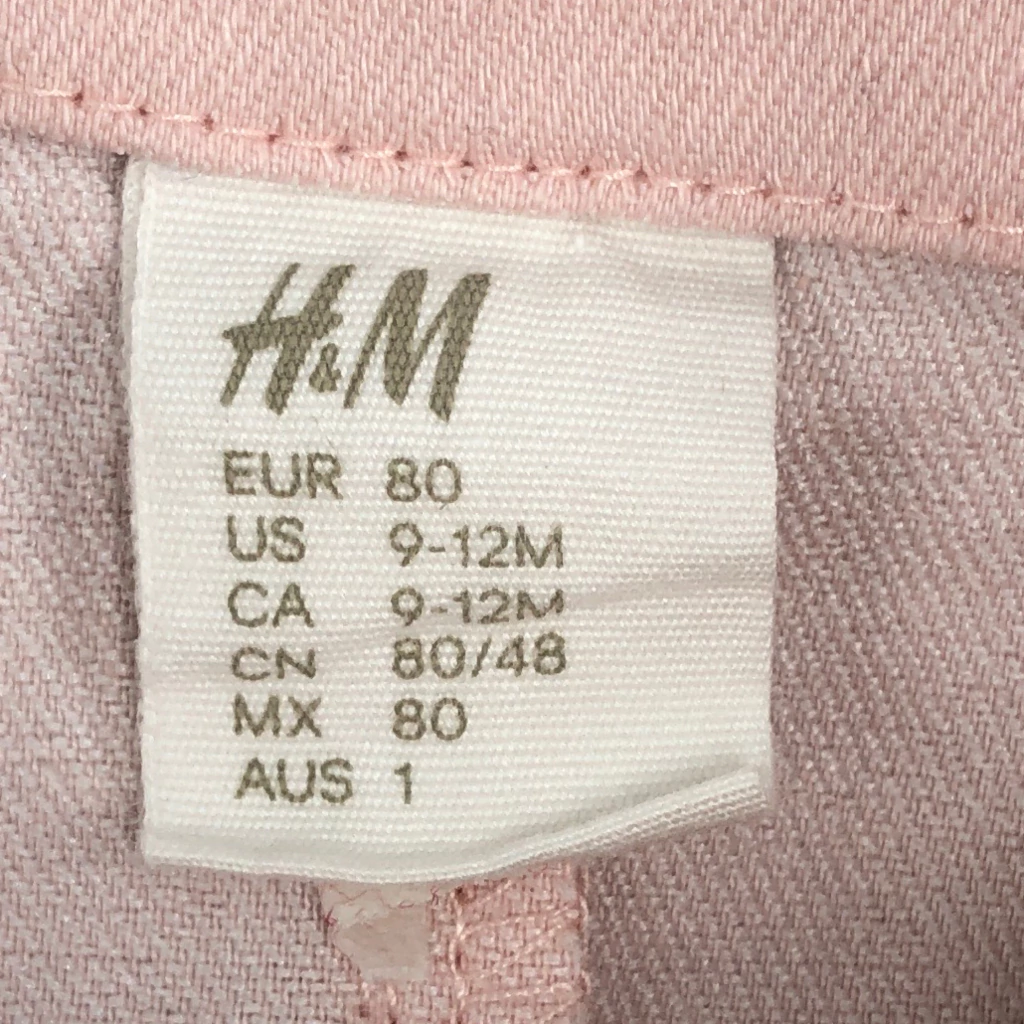 H&M
EUR 80
US 9-12M
CA 9-12M
CN 80/48
MX 80
AUS 1